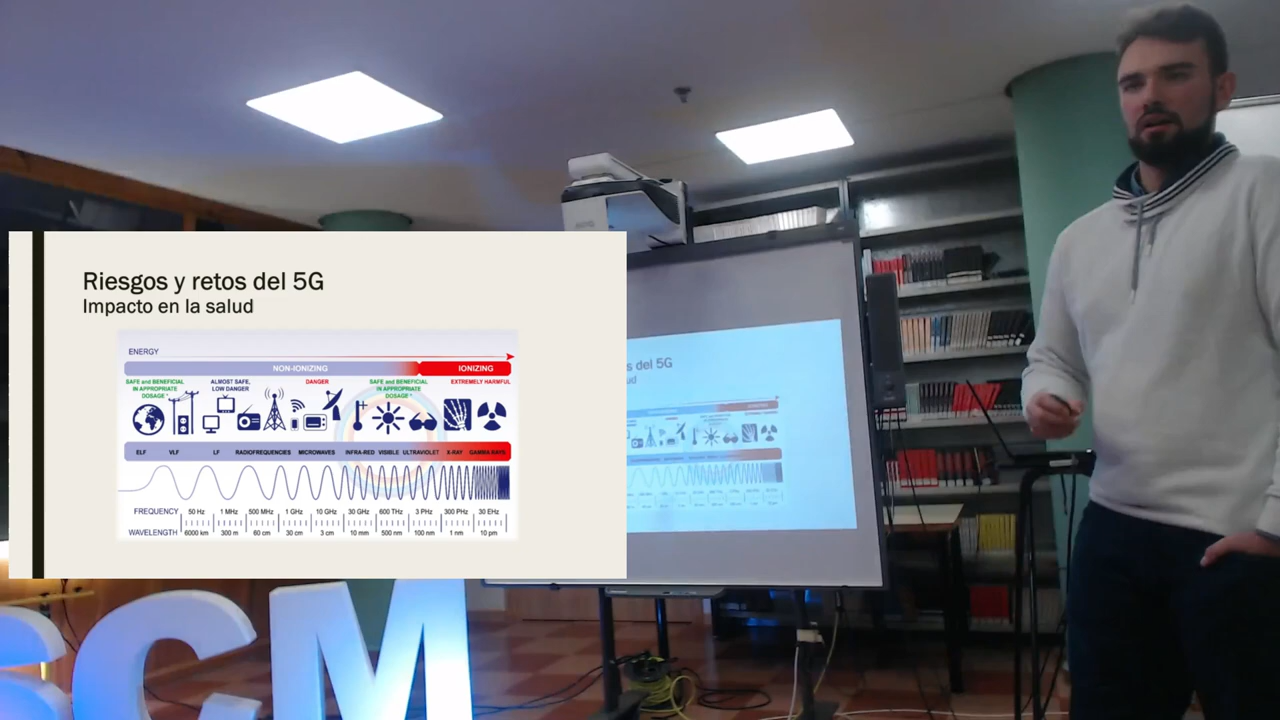 Riesgos y retos del 5G
Impacto en la salud
ENERGY
NON-IONIZING IONIZING
SAFE and BENEFICIAL IN APPROPRIATE DOSAGE *
ALMOST SAFE, LOW DANGER
DANGER
SAFE and BENEFICIAL IN APPROPRIATE DOSAGE *
EXTREMELY HARMFUL
ELF VLF LF RADIOFREQUENCIES MICROWAVES INFRA-RED VISIBLE ULTRAVIOLET X-RAY GAMMA RAYS
FREQUENCY 50 Hz 1 MHz 500 MHz 1 GHz 10 GHz 30 GHz 600 THz 3 PHz 300 PHz 30 EHz
WAVELENGTH 6000 km 300 m 60 cm 30 cm 3 cm 10 mm 500 nm 100 nm 1 nm 10 pm
s del 5G
ud
CM